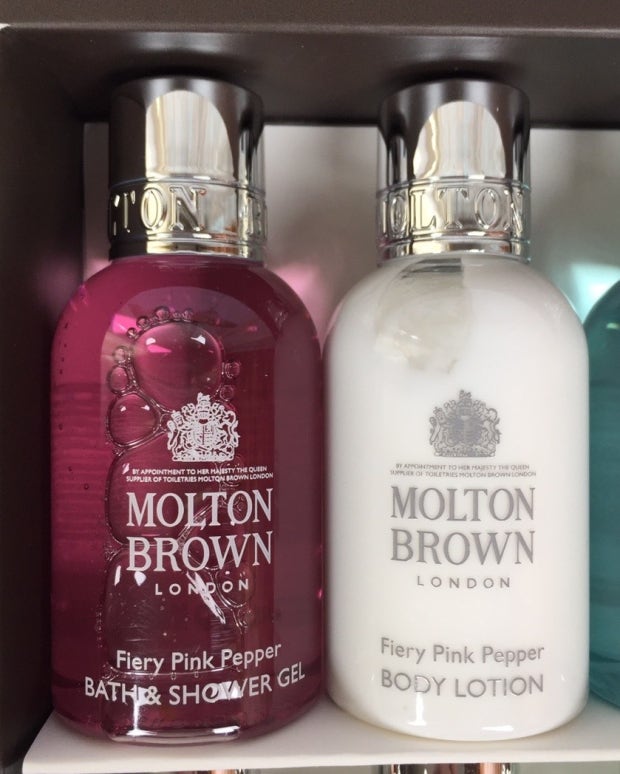 LTON
BY APPOINTMENT TO HER MAJESTY THE QUEEN
SUPPLIER OF TOILETRIES MOLTON BROWN LONDON
MOLTON
BROWN
LONDON
Fiery Pink Pepper
BATH & SHOWER GEL
OLTON
BY APPOINTMENT TO HER MAJESTY THE QUEEN
SUPPLIER OF TOILETRIES MOLTON BROWN LONDON
MOLTON
BROWN
LONDON
Fiery Pink Pepper
BODY LOTION